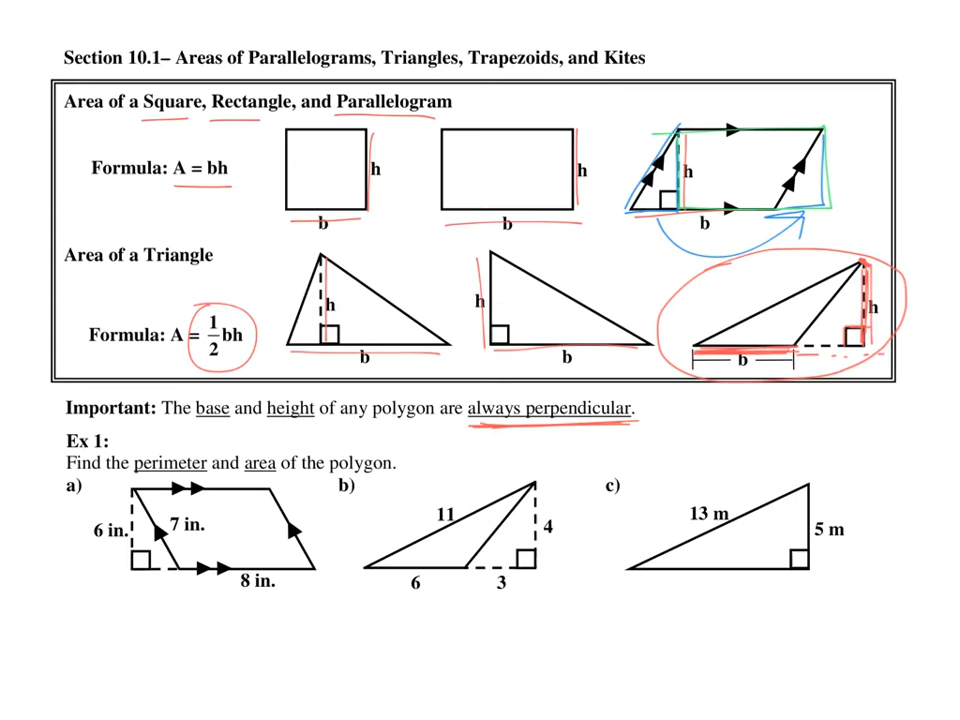 Section 10.1– Areas of Parallelograms, Triangles, Trapezoids, and Kites
Area of a Square, Rectangle, and Parallelogram
Formula: A = bh
h
h
h
b
b
b
Area of a Triangle
Formula: A = 1/2 bh
h
h
h
b
b
b
Important: The base and height of any polygon are always perpendicular.
Ex 1:
Find the perimeter and area of the polygon.
a)
6 in.
7 in.
8 in.
b)
11
4
6
3
c)
13 m
5 m